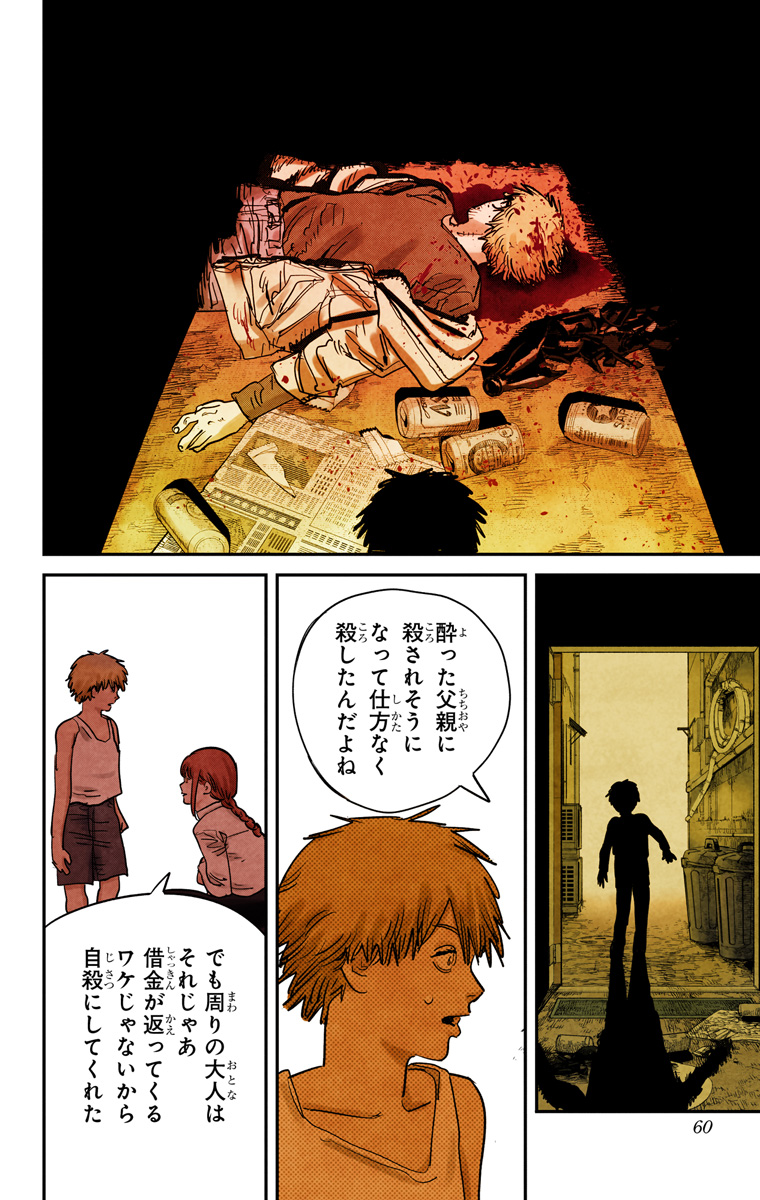 酔った父親に
殺されそうに
なって仕方なく
殺したんだよね
でも周りの大人は
それじゃあ
借金が返ってくる
ワケじゃないから
自殺にしてくれた
60